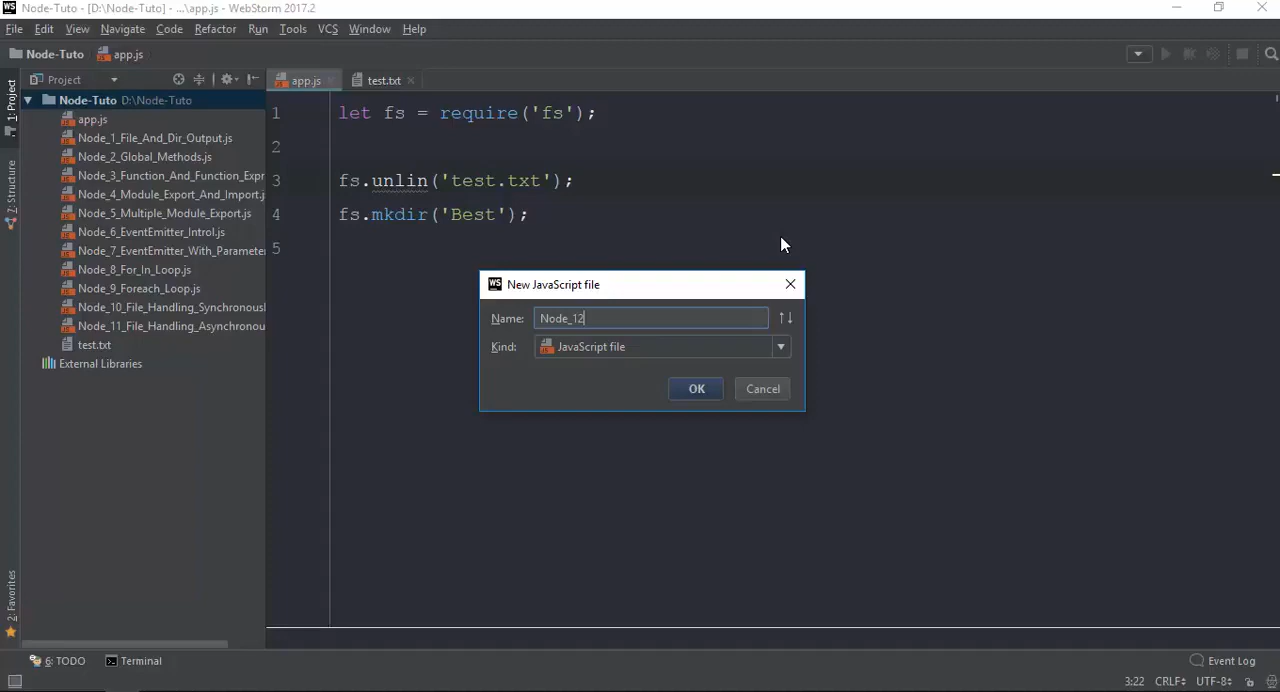 WS Node-Tuto - [D:\Node-Tuto] - ...\app.js - WebStorm 2017.2
File Edit View Navigate Code Refactor Run Tools VCS Window Help
Node-Tuto app.js
1: Project
7: Structure
2: Favorites
Project
Node-Tuto D:\Node-Tuto
app.js
Node_1_File_And_Dir_Output.js
Node_2_Global_Methods.js
Node_3_Function_And_Function_Expr
Node_4_Module_Export_And_Import.j
Node_5_Multiple_Module_Export.js
Node_6_EventEmitter_Introl.js
Node_7_EventEmitter_With_Parameter
Node_8_For_In_Loop.js
Node_9_Foreach_Loop.js
Node_10_File_Handling_Synchronousl
Node_11_File_Handling_Asynchronou
test.txt
External Libraries
app.js test.txt
1 let fs = require('fs');
2
3 fs.unlin('test.txt');
4 fs.mkdir('Best');
5
WS New JavaScript file
Name: Node_12
Kind: JavaScript file
OK Cancel
6: TODO Terminal Event Log
3:22 CRLF UTF-8